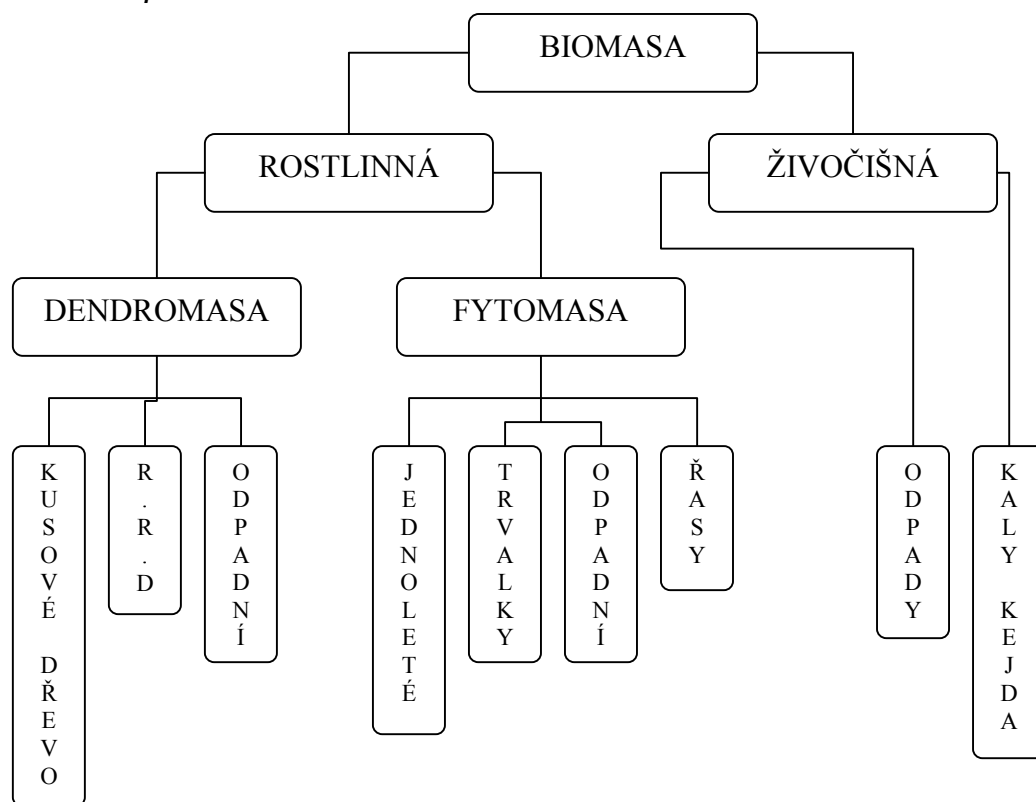 BIOMASA
ROSTLINNÁ
ŽIVOČIŠNÁ
DENDROMASA
FYTOMASA
KUSOVÉ DŘEVO
R.R.D
ODPADNÍ
JEDNOLETÉ
TRVALKY
ODPADNÍ
ŘASY
ODPADY
KALY KEJDA